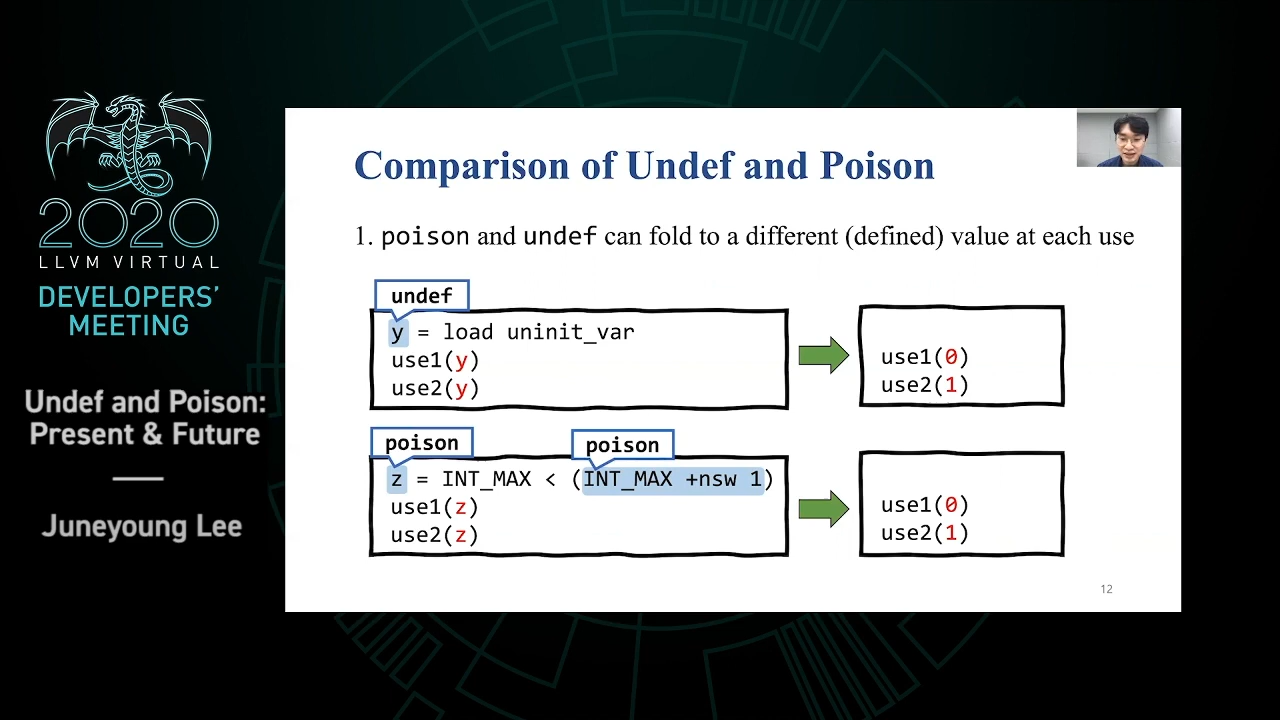 2020
LLVM VIRTUAL
DEVELOPERS'
MEETING
Undef and Poison:
Present & Future
Juneyoung Lee
Comparison of Undef and Poison
1. poison and undef can fold to a different (defined) value at each use
undef
y = load uninit_var
use1(y)
use2(y)
use1(0)
use2(1)
poison
poison
z = INT_MAX < (INT_MAX +nsw 1)
use1(z)
use2(z)
use1(0)
use2(1)
12